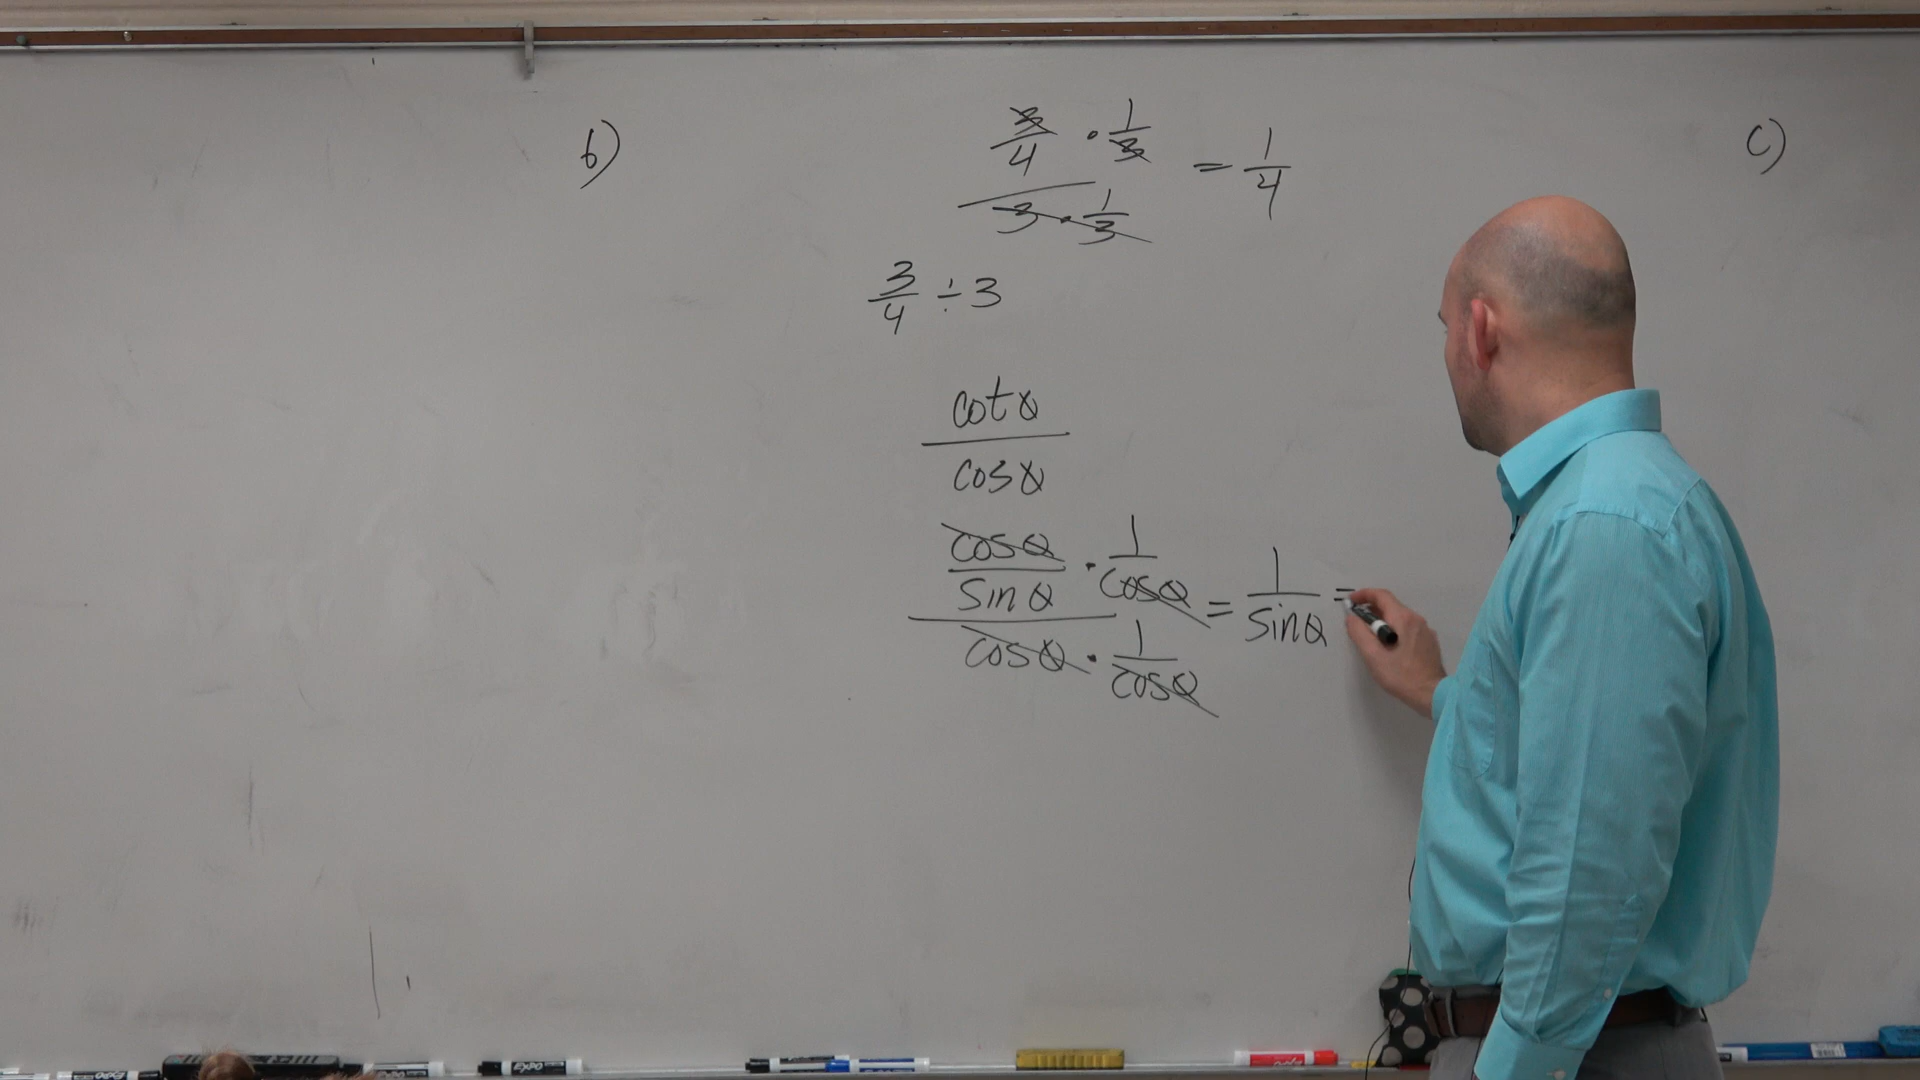 b)
3/4 · 1/3
3 · 1/3
= 1/4
c)
3/4 ÷ 3
cot θ
cos θ
cos θ/sin θ · 1/cos θ
cos θ · 1/cos θ
= 1/sin θ =
EXPO